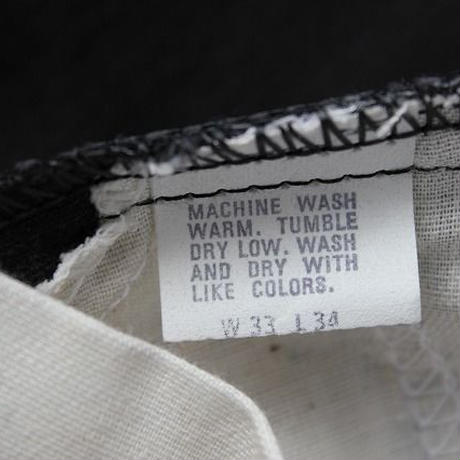 MACHINE WASH
WARM. TUMBLE
DRY LOW. WASH
AND DRY WITH
LIKE COLORS.
W 33 L 34